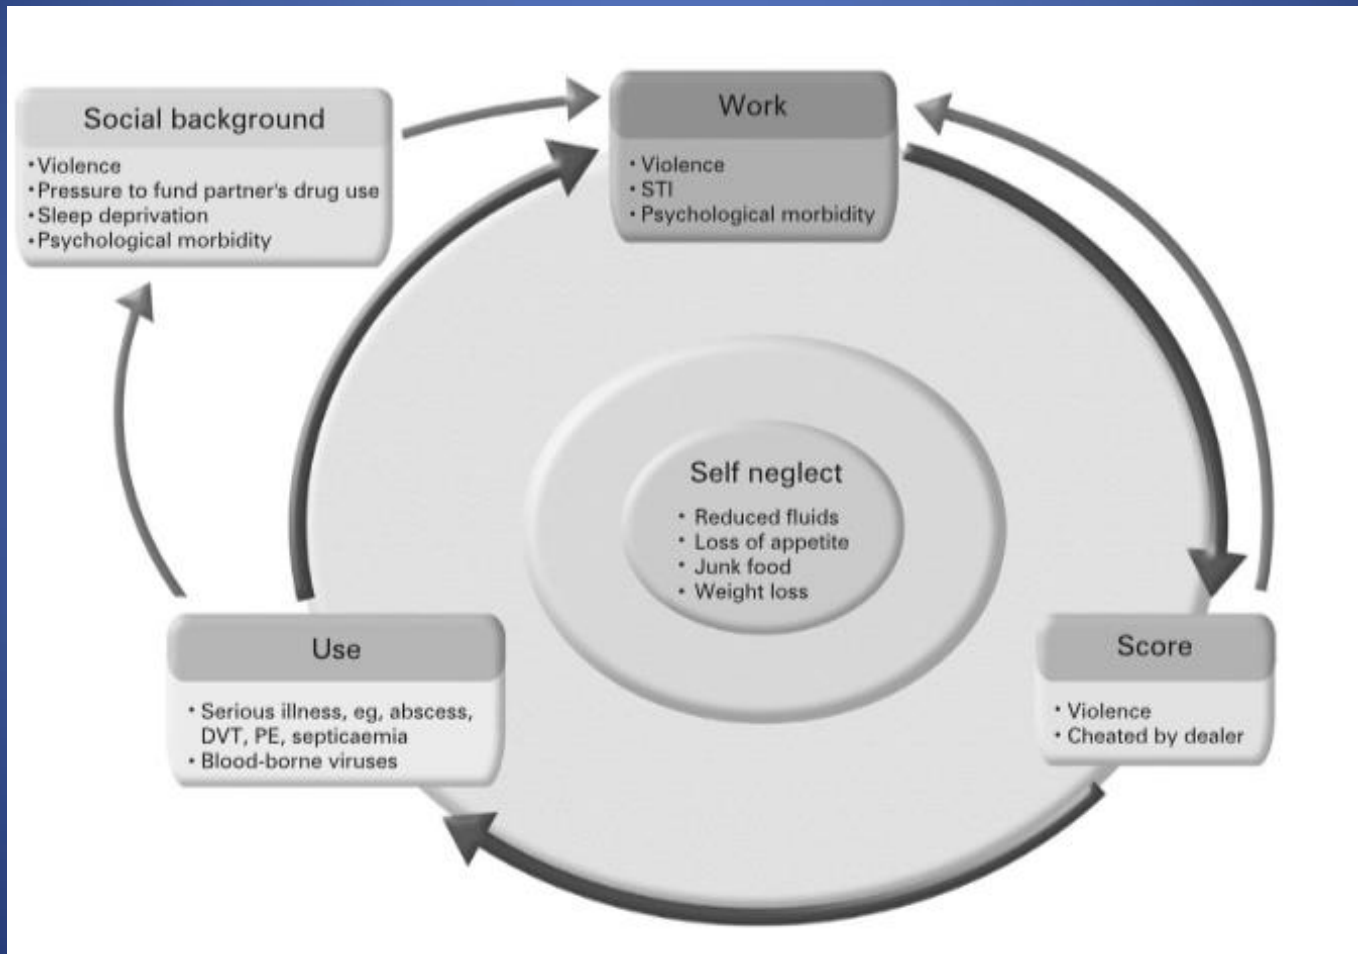 Social background
•Violence
•Pressure to fund partner's drug use
•Sleep deprivation
•Psychological morbidity
Work
• Violence
• STI
• Psychological morbidity
Self neglect
• Reduced fluids
• Loss of appetite
• Junk food
• Weight loss
Use
• Serious illness, eg, abscess,
DVT, PE, septicaemia
• Blood-borne viruses
Score
• Violence
• Cheated by dealer